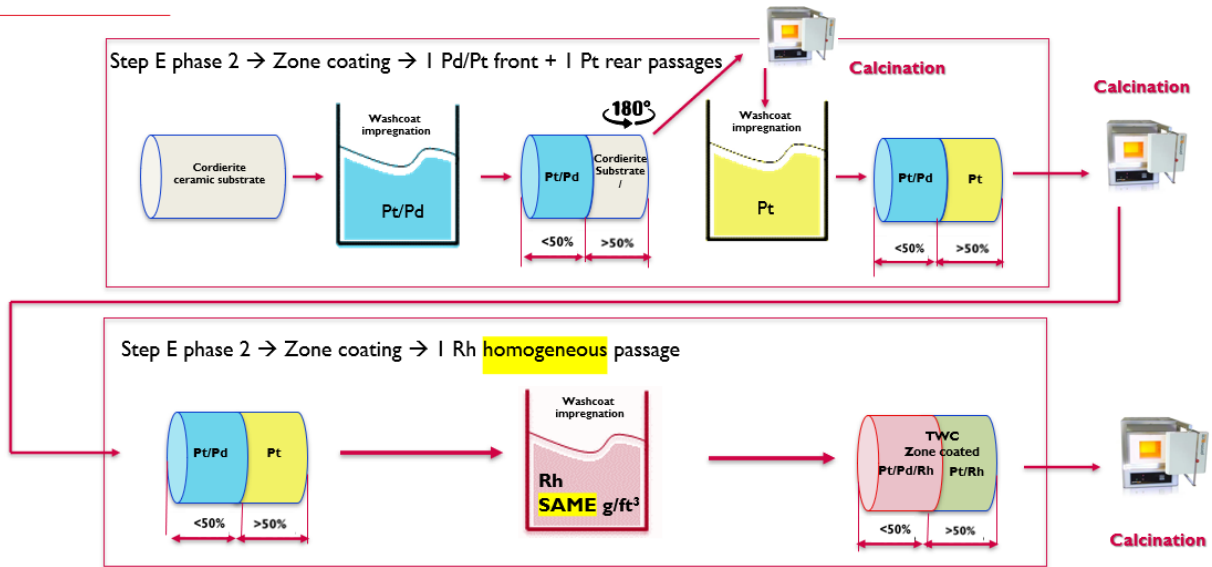 Step E phase 2 → Zone coating → 1 Pd/Pt front + 1 Pt rear passages
Calcination
Calcination
Cordierite
ceramic substrate
Washcoat
impregnation
Pt/Pd
180°
Pt/Pd
Cordierite
Substrate
/
<50%
>50%
Washcoat
impregnation
Pt
Pt/Pd
Pt
<50%
>50%
Step E phase 2 → Zone coating → 1 Rh homogeneous passage
Pt/Pd
Pt
<50%
>50%
Washcoat
impregnation
Rh
SAME g/ft³
TWC
Zone coated
Pt/Pd/Rh
Pt/Rh
<50%
>50%
Calcination